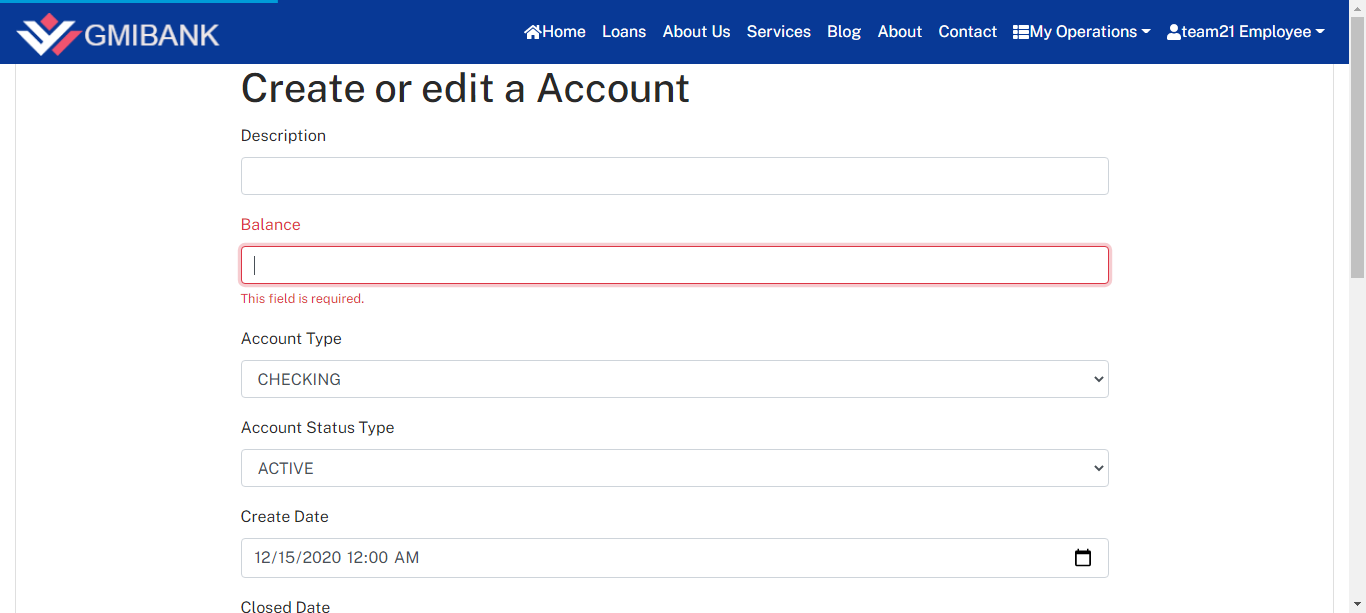 GMIBANK Home Loans About Us Services Blog About Contact My Operations team21 Employee
Create or edit a Account
Description
Balance
This field is required.
Account Type
CHECKING
Account Status Type
ACTIVE
Create Date
12/15/2020 12:00 AM
Closed Date